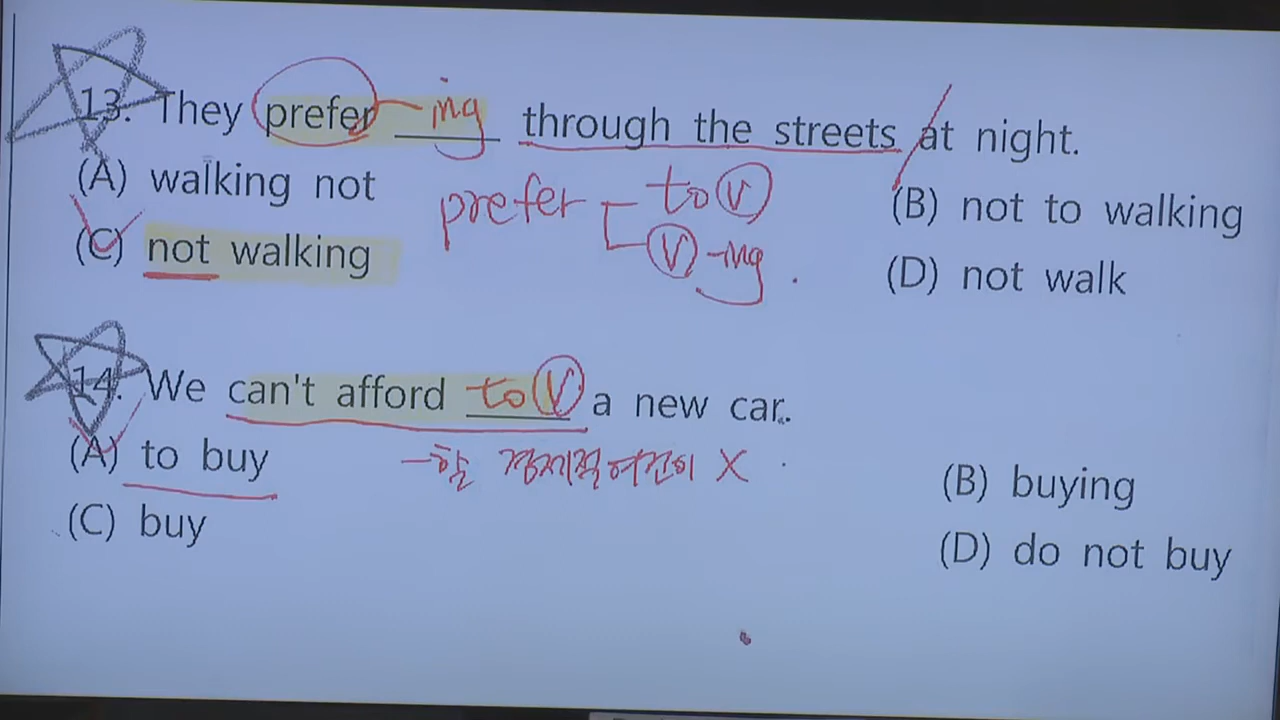 13. They prefer -ing through the streets at night.
(A) walking not
(B) not to walking
(C) not walking
(D) not walk
prefer to V
V-ing
14. We can't afford to V a new car.
-할 경제적 여건이 X
(A) to buy
(B) buying
(C) buy
(D) do not buy